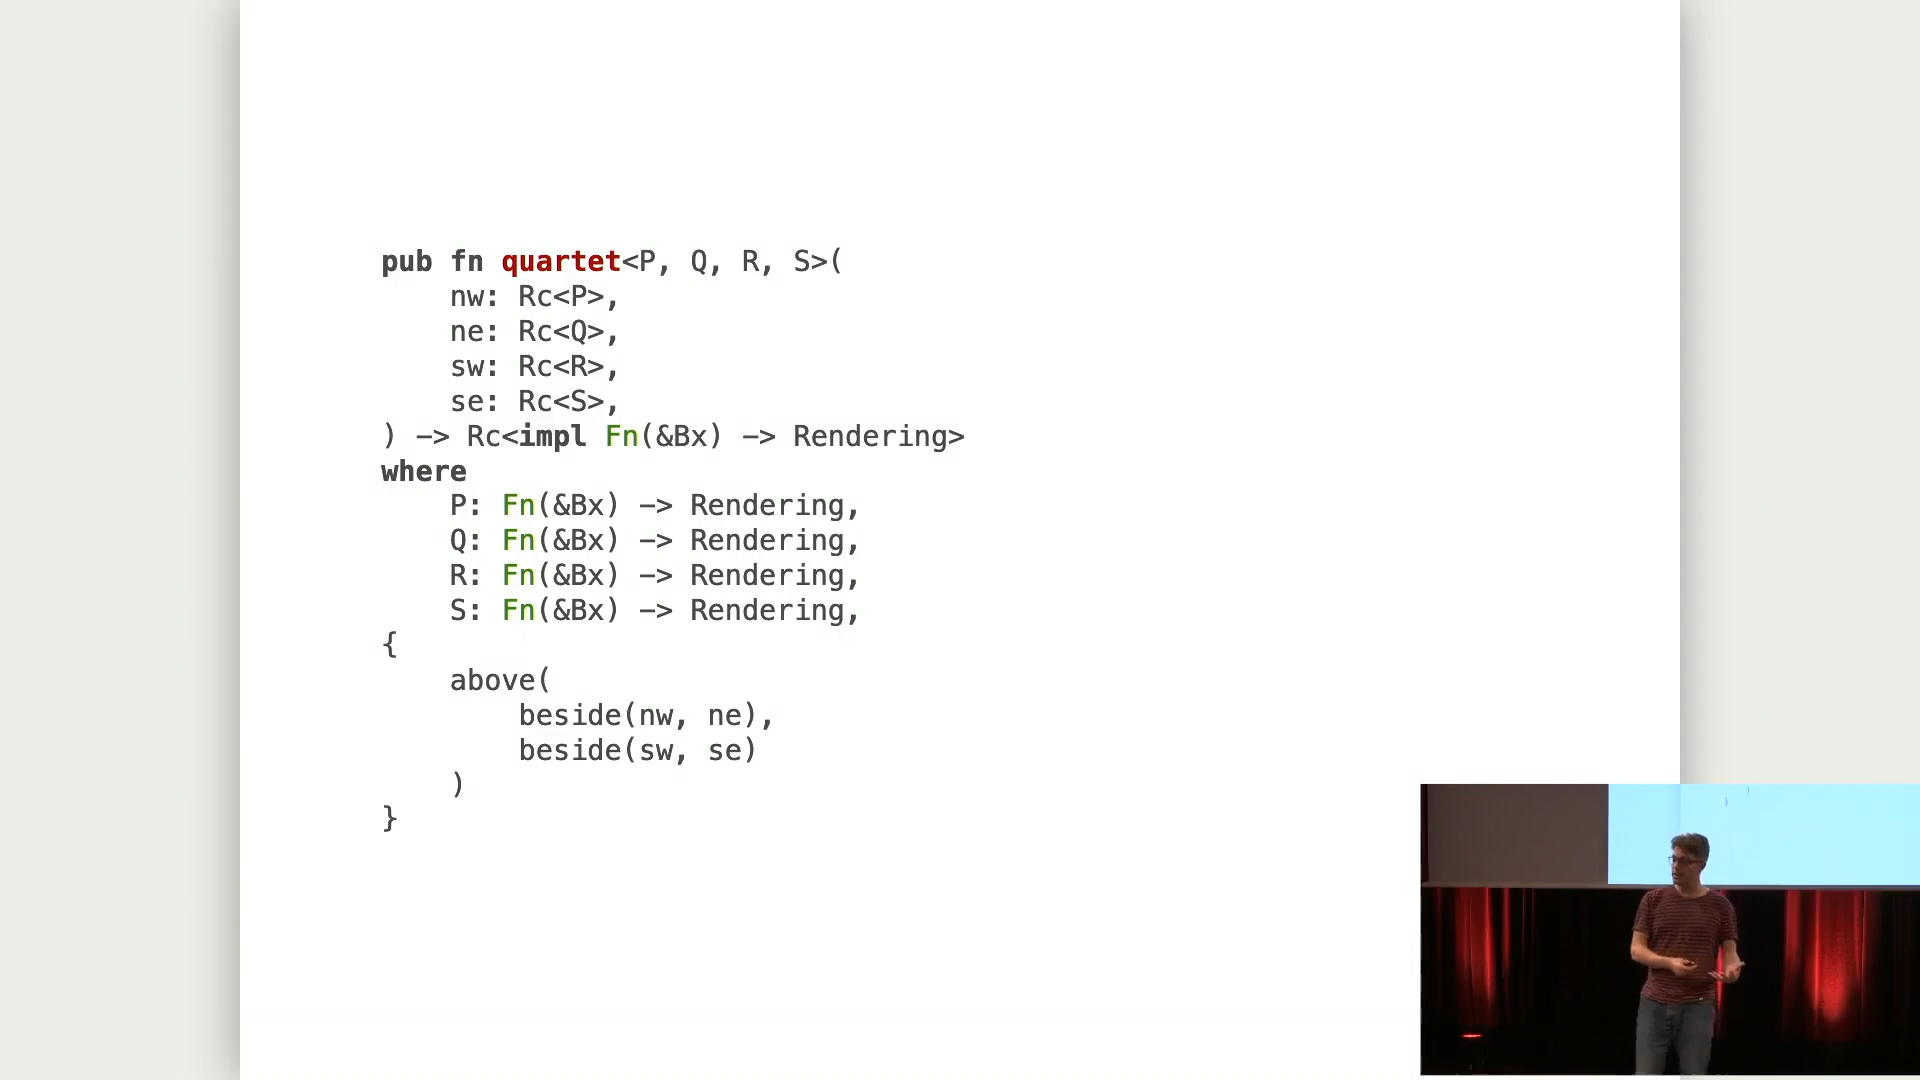 pub fn quartet<P, Q, R, S>(
nw: Rc<P>,
ne: Rc<Q>,
sw: Rc<R>,
se: Rc<S>,
) -> Rc<impl Fn(&Bx) -> Rendering>
where
P: Fn(&Bx) -> Rendering,
Q: Fn(&Bx) -> Rendering,
R: Fn(&Bx) -> Rendering,
S: Fn(&Bx) -> Rendering,
{
above(
beside(nw, ne),
beside(sw, se)
)
}
)
)